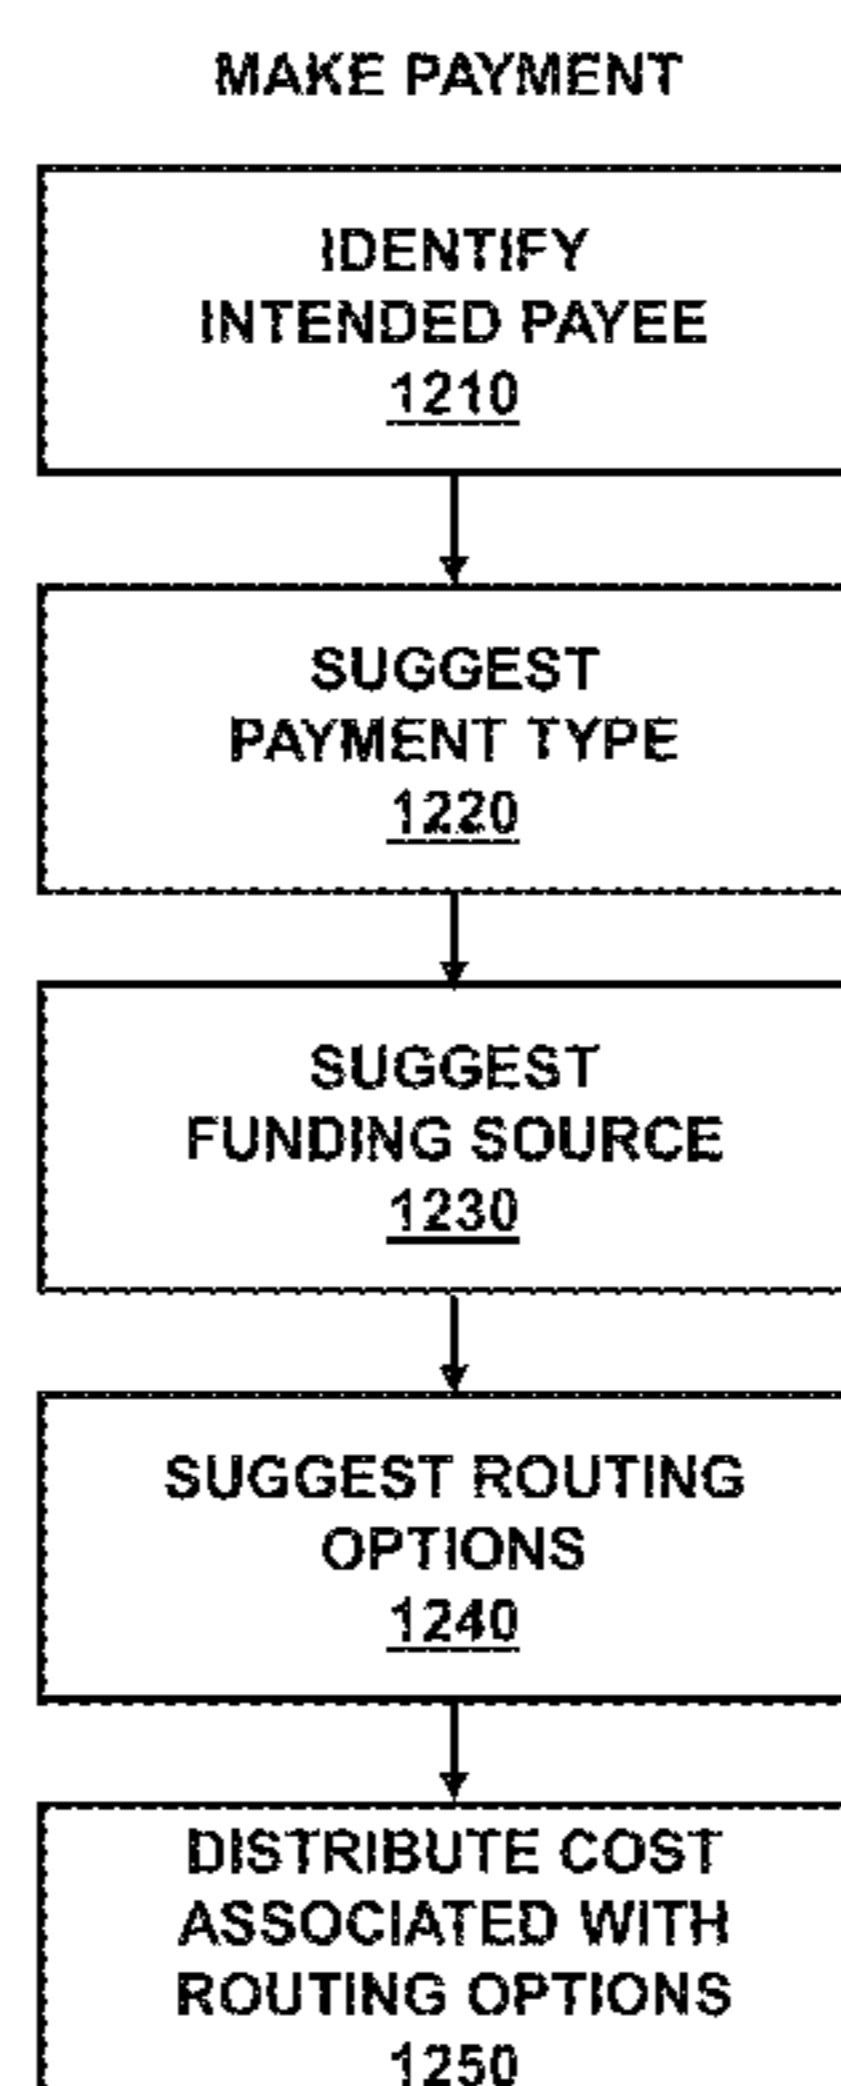 MAKE PAYMENT
IDENTIFY
INTENDED PAYEE
1210
SUGGEST
PAYMENT TYPE
1220
SUGGEST
FUNDING SOURCE
1230
SUGGEST ROUTING
OPTIONS
1240
DISTRIBUTE COST
ASSOCIATED WITH
ROUTING OPTIONS
1250